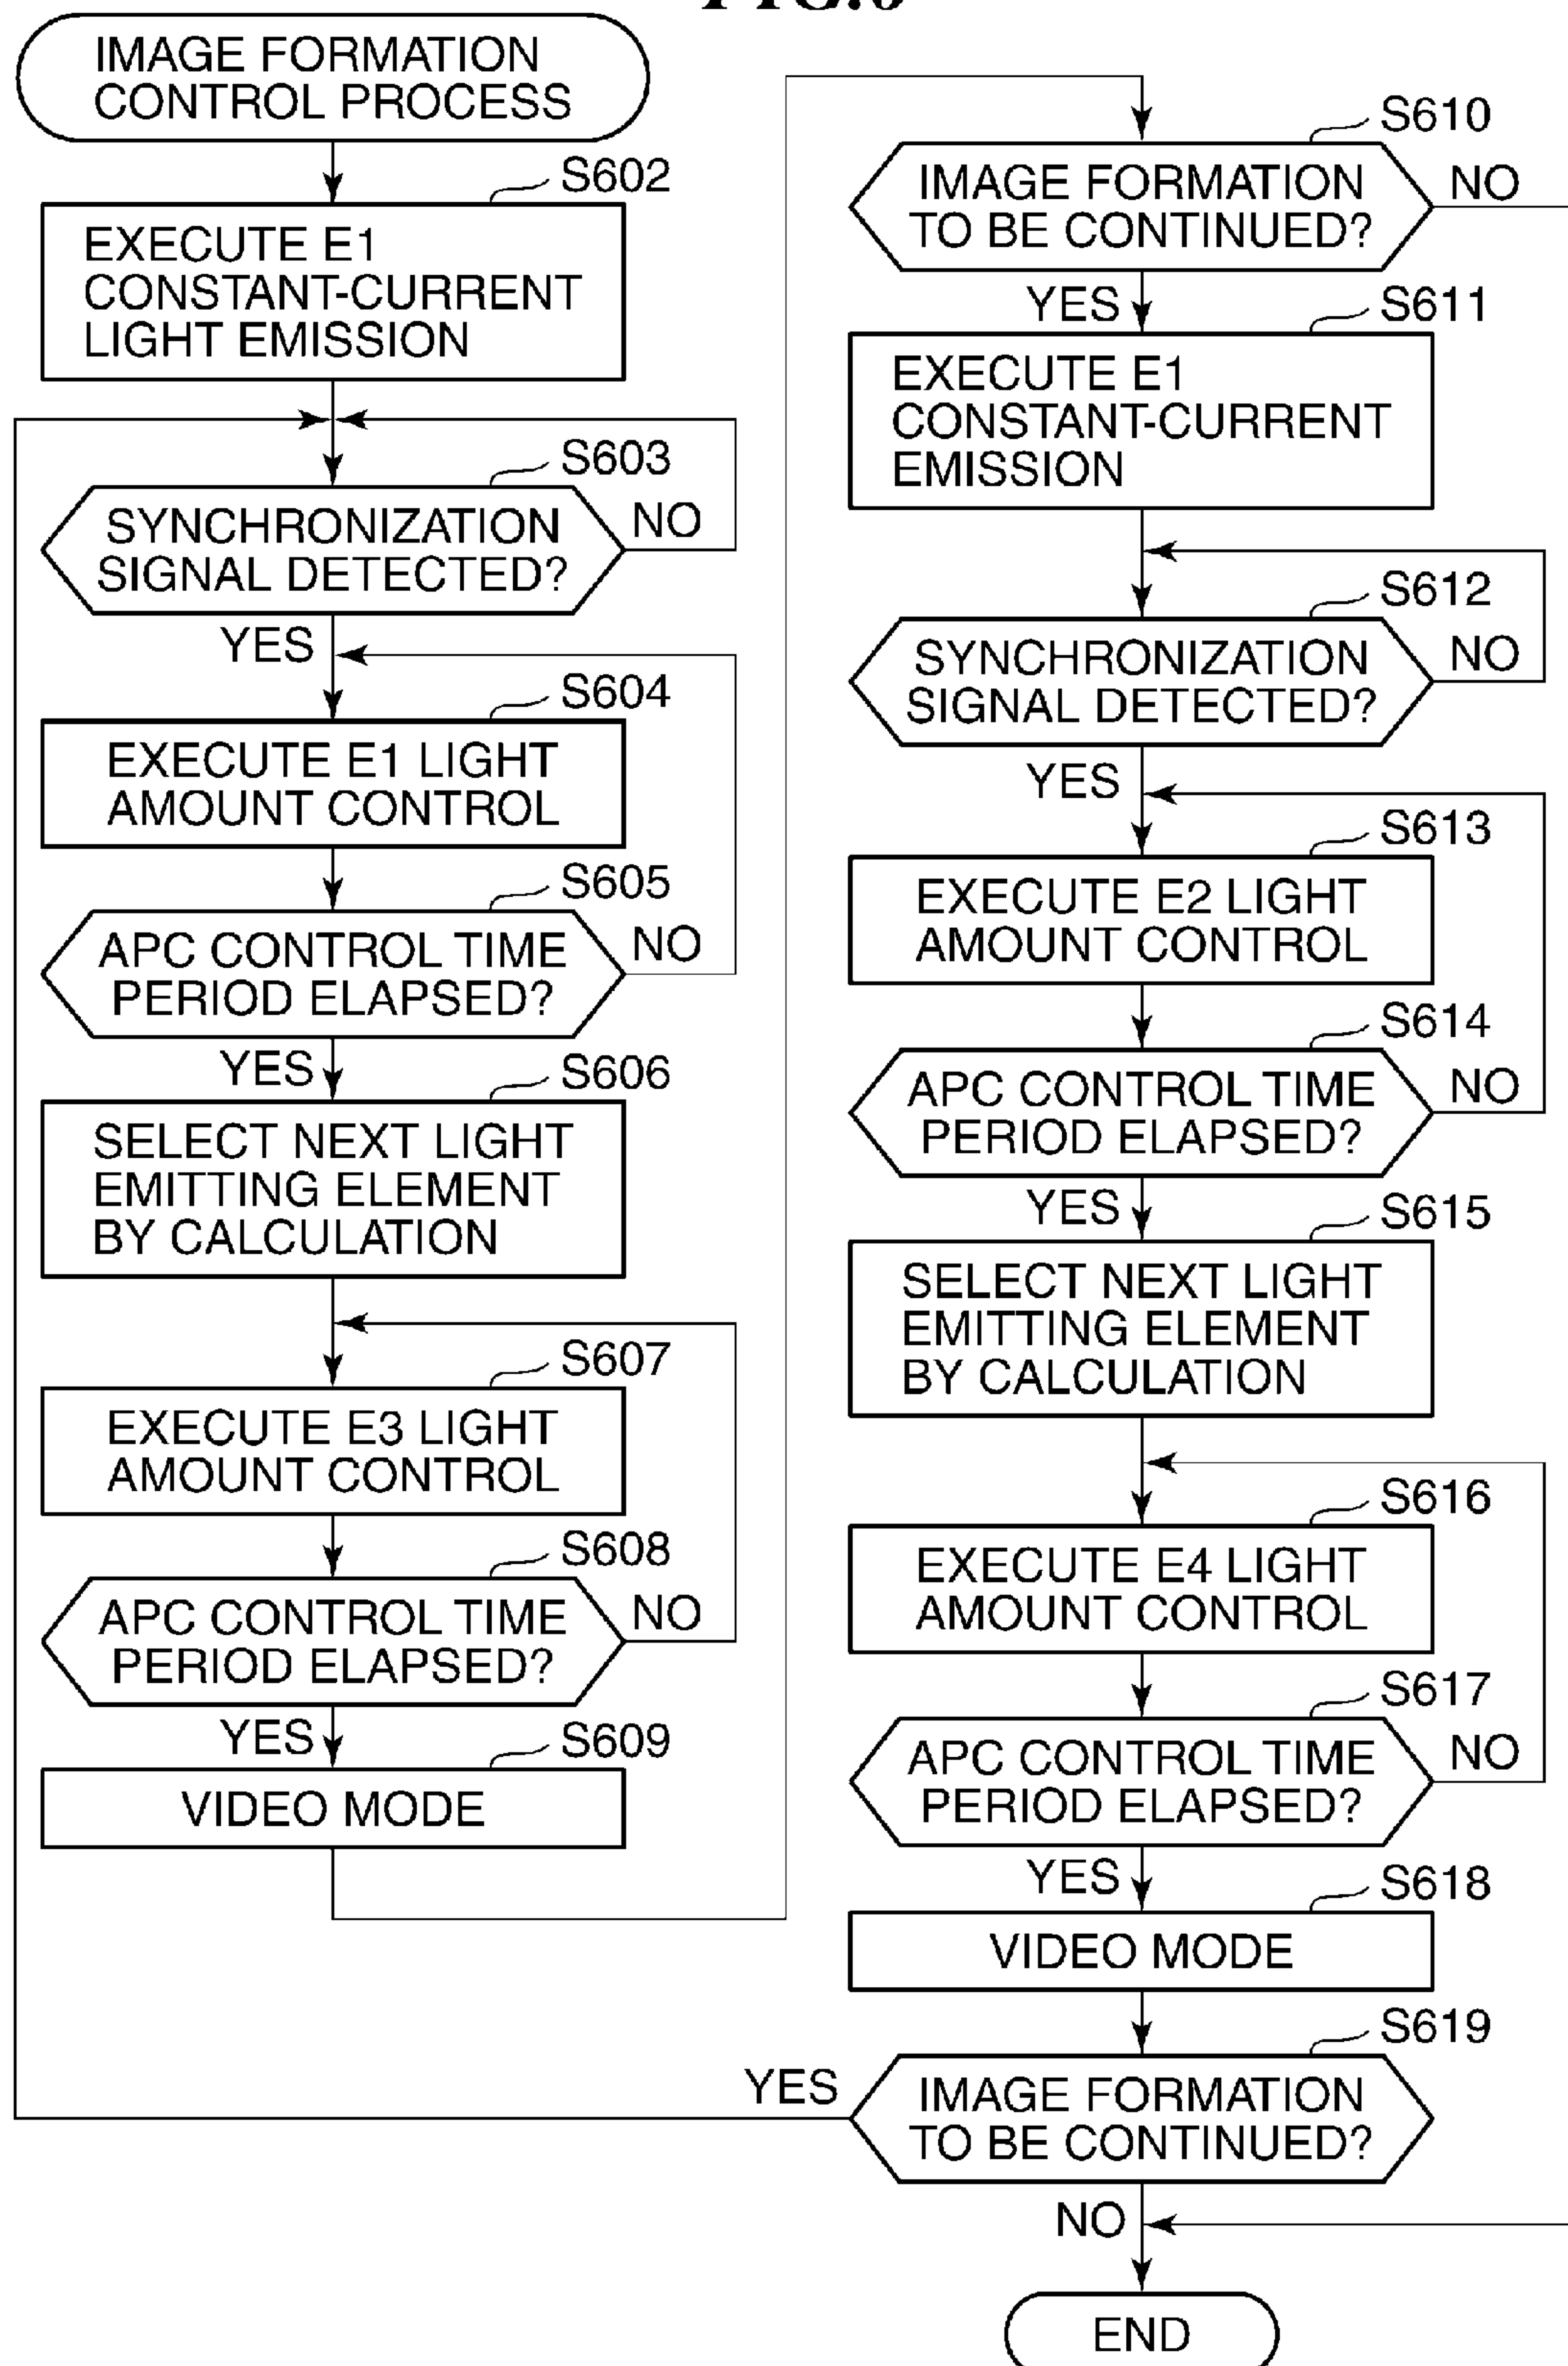 IMAGE FORMATION
CONTROL PROCESS
S602
EXECUTE E1
CONSTANT-CURRENT
LIGHT EMISSION
S603
SYNCHRONIZATION
SIGNAL DETECTED?
NO
YES
S604
EXECUTE E1 LIGHT
AMOUNT CONTROL
S605
APC CONTROL TIME
PERIOD ELAPSED?
NO
YES
S606
SELECT NEXT LIGHT
EMITTING ELEMENT
BY CALCULATION
S607
EXECUTE E3 LIGHT
AMOUNT CONTROL
S608
APC CONTROL TIME
PERIOD ELAPSED?
NO
YES
S609
VIDEO MODE
S610
IMAGE FORMATION
TO BE CONTINUED?
NO
YES
S611
EXECUTE E1
CONSTANT-CURRENT
EMISSION
S612
SYNCHRONIZATION
SIGNAL DETECTED?
NO
YES
S613
EXECUTE E2 LIGHT
AMOUNT CONTROL
S614
APC CONTROL TIME
PERIOD ELAPSED?
NO
YES
S615
SELECT NEXT LIGHT
EMITTING ELEMENT
BY CALCULATION
S616
EXECUTE E4 LIGHT
AMOUNT CONTROL
S617
APC CONTROL TIME
PERIOD ELAPSED?
NO
YES
S618
VIDEO MODE
S619
IMAGE FORMATION
TO BE CONTINUED?
YES
NO
END